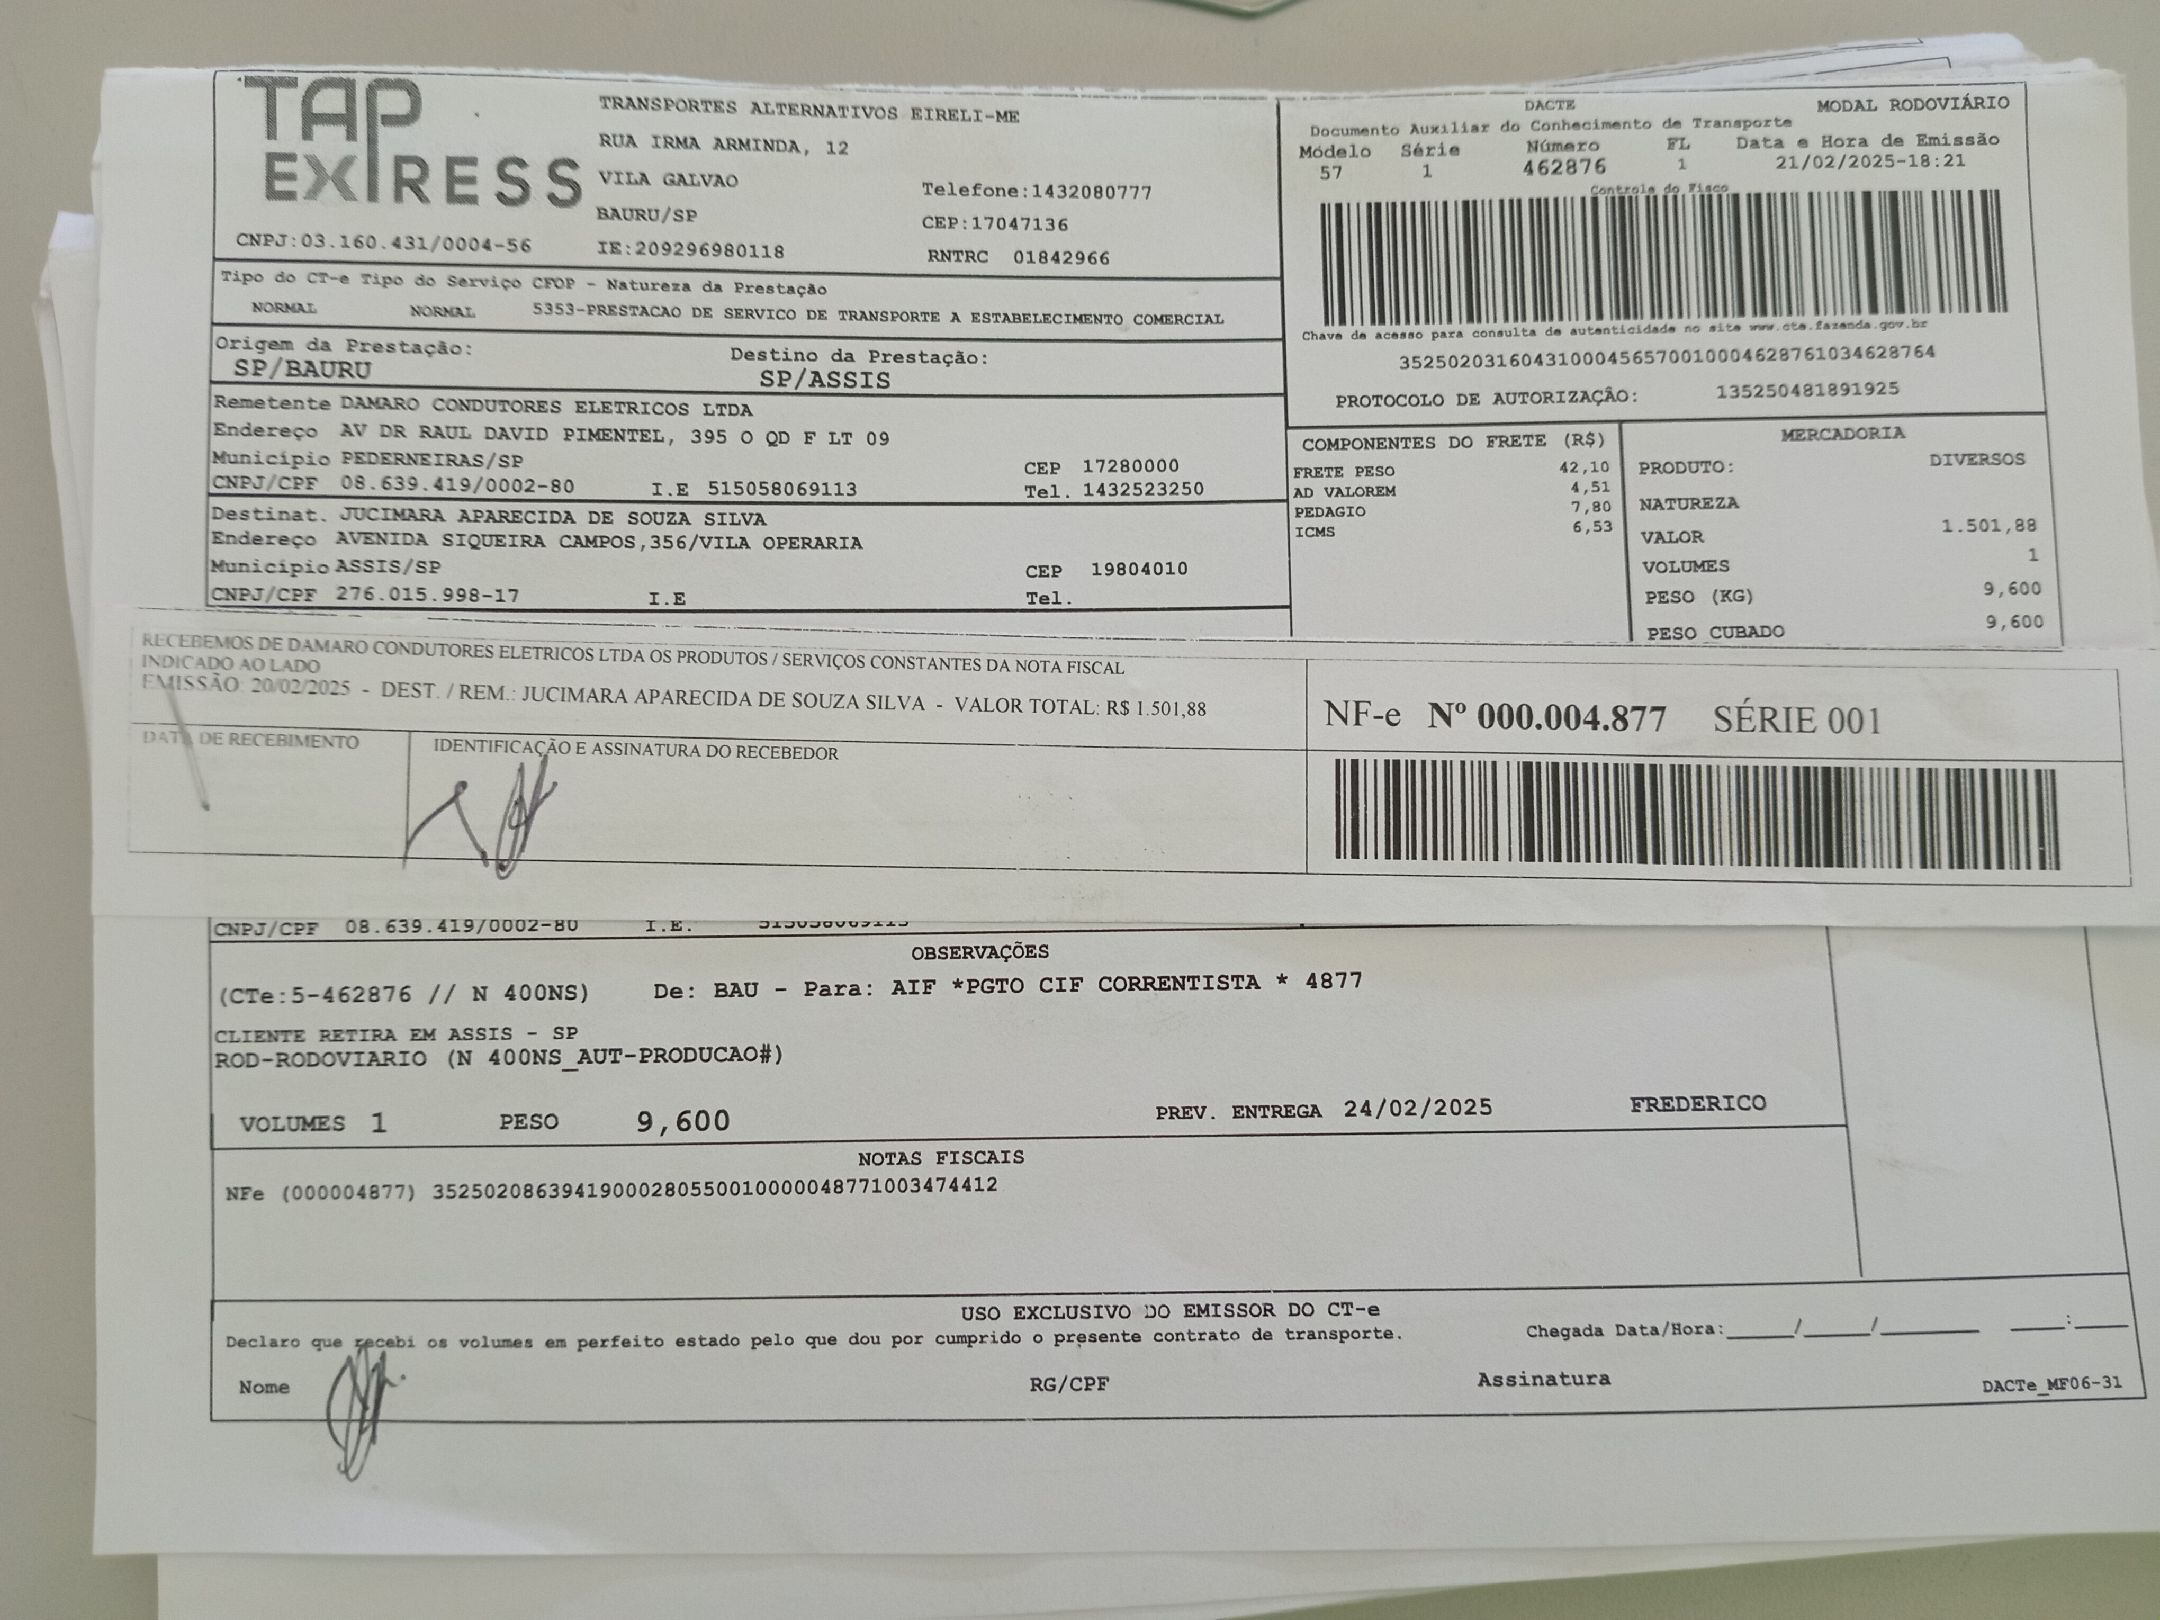 TAP EXPRESS
TRANSPORTES ALTERNATIVOS EIRELI-ME
RUA IRMA ARMINDA, 12
VILA GALVAO Telefone:1432080777
BAURU/SP CEP:17047136
CNPJ:03.160.431/0004-56 IE:209296980118 RNTRC 01842966
Tipo do CT-e Tipo do Serviço CFOP - Natureza da Prestação
NORMAL NORMAL 5353-PRESTACAO DE SERVICO DE TRANSPORTE A ESTABELECIMENTO COMERCIAL
Origem da Prestação: Destino da Prestação:
SP/BAURU SP/ASSIS
Remetente DAMARO CONDUTORES ELETRICOS LTDA
Endereço AV DR RAUL DAVID PIMENTEL, 395 O QD F LT 09
Município PEDERNEIRAS/SP CEP 17280000
CNPJ/CPF 08.639.419/0002-80 I.E 515058069113 Tel. 1432523250
Destinat. JUCIMARA APARECIDA DE SOUZA SILVA
Endereço AVENIDA SIQUEIRA CAMPOS,356/VILA OPERARIA
Município ASSIS/SP CEP 19804010
CNPJ/CPF 276.015.998-17 I.E Tel.
DACTE MODAL RODOVIÁRIO
Documento Auxiliar do Conhecimento de Transporte
Módelo Série Número FL Data e Hora de Emissão
57 1 462876 1 21/02/2025-18:21
Controle do Fisco
Chave de acesso para consulta de autenticidade no site www.cte.fazenda.gov.br
35250203160431000456570010004628761034628764
PROTOCOLO DE AUTORIZAÇÃO: 135250481891925
COMPONENTES DO FRETE (R$)
FRETE PESO 42,10
AD VALOREM 4,51
PEDAGIO 7,80
ICMS 6,53
MERCADORIA
PRODUTO: DIVERSOS
NATUREZA
VALOR 1.501,88
VOLUMES 1
PESO (KG) 9,600
PESO CUBADO 9,600
RECEBEMOS DE DAMARO CONDUTORES ELETRICOS LTDA OS PRODUTOS / SERVIÇOS CONSTANTES DA NOTA FISCAL
INDICADO AO LADO
EMISSÃO: 20/02/2025 - DEST. / REM.: JUCIMARA APARECIDA DE SOUZA SILVA - VALOR TOTAL: R$ 1.501,88
DATA DE RECEBIMENTO IDENTIFICAÇÃO E ASSINATURA DO RECEBEDOR
NF-e Nº 000.004.877 SÉRIE 001
CNPJ/CPF 08.639.419/0002-80 I.E. 515058069113
OBSERVAÇÕES
(CTe:5-462876 // N 400NS) De: BAU - Para: AIF *PGTO CIF CORRENTISTA * 4877
CLIENTE RETIRA EM ASSIS - SP
ROD-RODOVIARIO (N 400NS_AUT-PRODUCAO#)
VOLUMES 1 PESO 9,600 PREV. ENTREGA 24/02/2025 FREDERICO
NOTAS FISCAIS
NFe (000004877) 35250208639419000280550010000048771003474412
USO EXCLUSIVO DO EMISSOR DO CT-e
Declaro que recebi os volumes em perfeito estado pelo que dou por cumprido o presente contrato de transporte. Chegada Data/Hora:_____/_____/_______ ____:____
Nome RG/CPF Assinatura DACTe_MF06-31